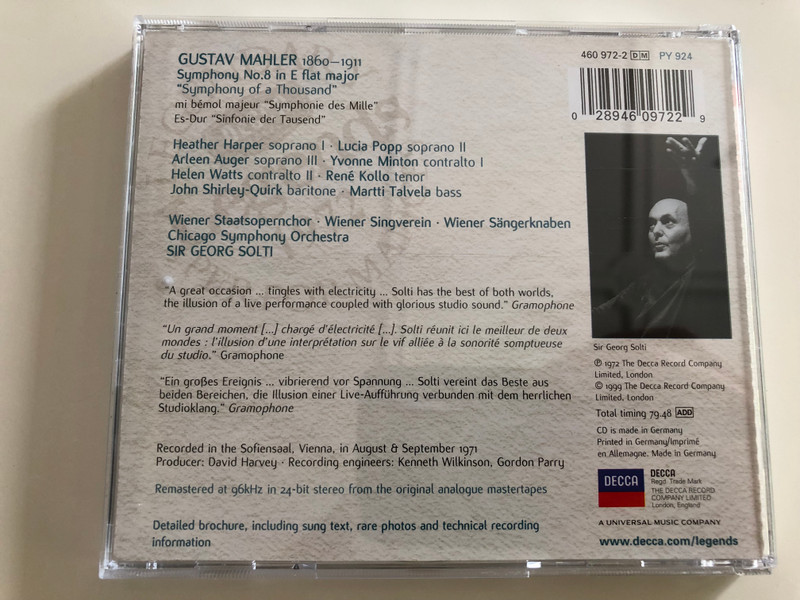 GUSTAV MAHLER 1860–1911
Symphony No.8 in E flat major
“Symphony of a Thousand”
mi bémol majeur “Symphonie des Mille”
Es-Dur “Sinfonie der Tausend”
Heather Harper soprano I · Lucia Popp soprano II
Arleen Auger soprano III · Yvonne Minton contralto I
Helen Watts contralto II · René Kollo tenor
John Shirley-Quirk baritone · Martti Talvela bass
Wiener Staatsopernchor · Wiener Singverein · Wiener Sängerknaben
Chicago Symphony Orchestra
SIR GEORG SOLTI
“A great occasion ... tingles with electricity ... Solti has the best of both worlds,
the illusion of a live performance coupled with glorious studio sound.” Gramophone
“Un grand moment [...] chargé d'électricité [...]. Solti réunit ici le meilleur de deux
mondes : l'illusion d'une interprétation sur le vif alliée à la sonorité somptueuse
du studio.” Gramophone
“Ein großes Ereignis ... vibrierend vor Spannung ... Solti vereint das Beste aus
beiden Bereichen, die Illusion einer Live-Aufführung verbunden mit dem herrlichen
Studioklang.” Gramophone
Recorded in the Sofiensaal, Vienna, in August & September 1971
Producer: David Harvey · Recording engineers: Kenneth Wilkinson, Gordon Parry
Remastered at 96kHz in 24-bit stereo from the original analogue mastertapes
Detailed brochure, including sung text, rare photos and technical recording
information
460 972-2 DM PY 924
0 28946 09722 9
Sir Georg Solti
℗ 1972 The Decca Record Company
Limited, London
© 1999 The Decca Record Company
Limited, London
Total timing 79.48 ADD
CD is made in Germany
Printed in Germany/Imprimé
en Allemagne. Made in Germany
DECCA
DECCA
Regd. Trade Mark
THE DECCA RECORD
COMPANY LIMITED
London, England
A UNIVERSAL MUSIC COMPANY
www.decca.com/legends